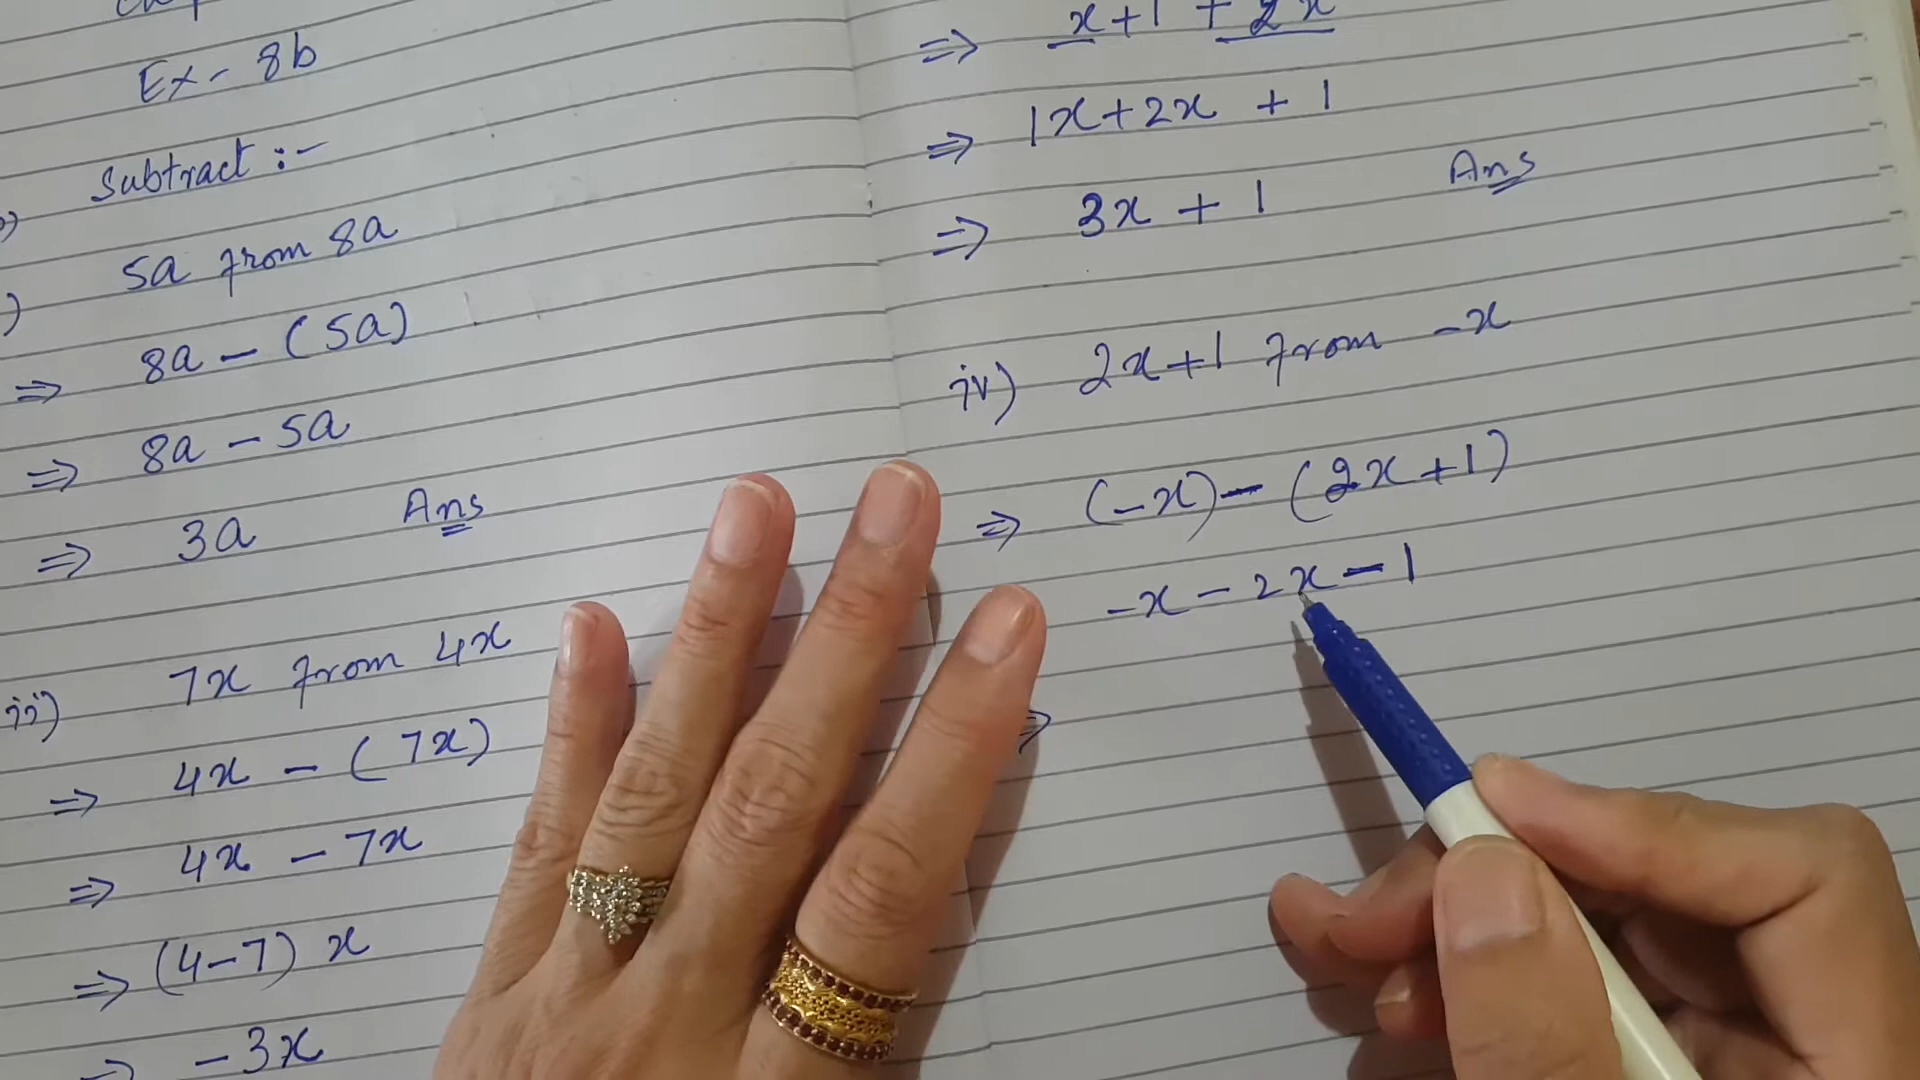 Ex - 8b
Subtract :-
5a from 8a
⇒ 8a - (5a)
⇒ 8a - 5a
⇒ 3a Ans
ii) 7x from 4x
⇒ 4x - (7x)
⇒ 4x - 7x
⇒ (4-7) x
⇒ -3x
⇒ x+1 + 2x
⇒ 1x+2x + 1
⇒ 3x + 1 Ans
iv) 2x+1 from -x
⇒ (-x)- (2x+1)
-x - 2x - 1
⇒